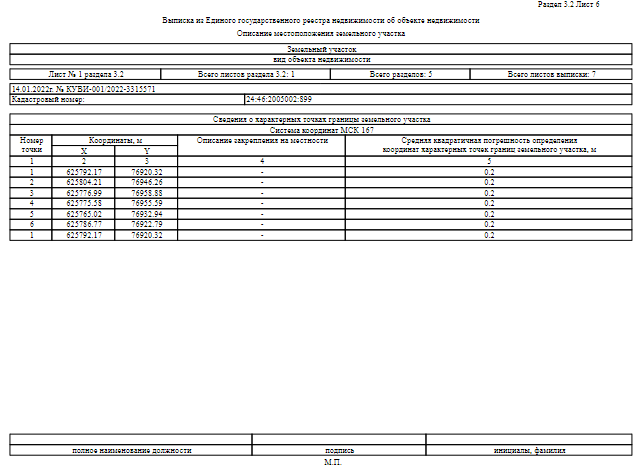 Раздел 3.2 Лист 6
Выписка из Единого государственного реестра недвижимости об объекте недвижимости
Описание местоположения земельного участка
Земельный участок
вид объекта недвижимости
Лист № 1 раздела 3.2 Всего листов раздела 3.2: 1 Всего разделов: 5 Всего листов выписки: 7
14.01.2022г. № КУВИ-001/2022-3315571
Кадастровый номер: 24:46:2005002:899
Сведения о характерных точках границы земельного участка
Система координат МСК 167
Номер точки Координаты, м Описание закрепления на местности Средняя квадратичная погрешность определения координат характерных точек границ земельного участка, м
X Y
1 2 3 4 5
1 625792.17 76920.32 - 0.2
2 625804.21 76946.26 - 0.2
3 625776.99 76958.88 - 0.2
4 625775.58 76955.59 - 0.2
5 625765.02 76932.94 - 0.2
6 625786.77 76922.79 - 0.2
1 625792.17 76920.32 - 0.2
полное наименование должности подпись инициалы, фамилия
М.П.